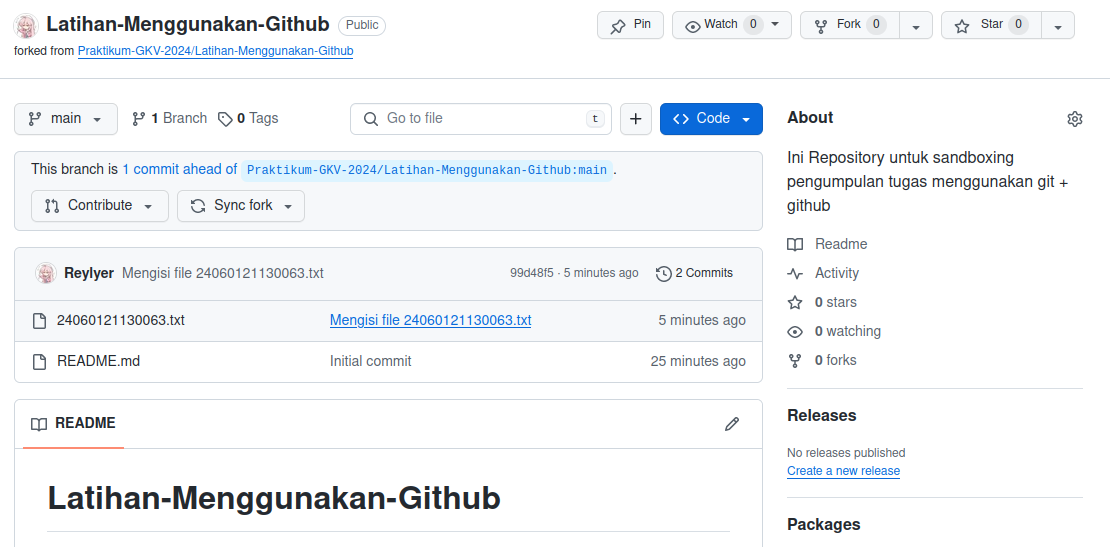 Latihan-Menggunakan-Github Public Pin Watch 0 Fork 0 Star 0
forked from Praktikum-GKV-2024/Latihan-Menggunakan-Github
main 1 Branch 0 Tags Go to file t + Code
This branch is 1 commit ahead of Praktikum-GKV-2024/Latihan-Menggunakan-Github:main .
Contribute Sync fork
Reylyer Mengisi file 24060121130063.txt 99d48f5 · 5 minutes ago 2 Commits
24060121130063.txt Mengisi file 24060121130063.txt 5 minutes ago
README.md Initial commit 25 minutes ago
README
Latihan-Menggunakan-Github
About
Ini Repository untuk sandboxing
pengumpulan tugas menggunakan git +
github
Readme
Activity
0 stars
0 watching
0 forks
Releases
No releases published
Create a new release
Packages